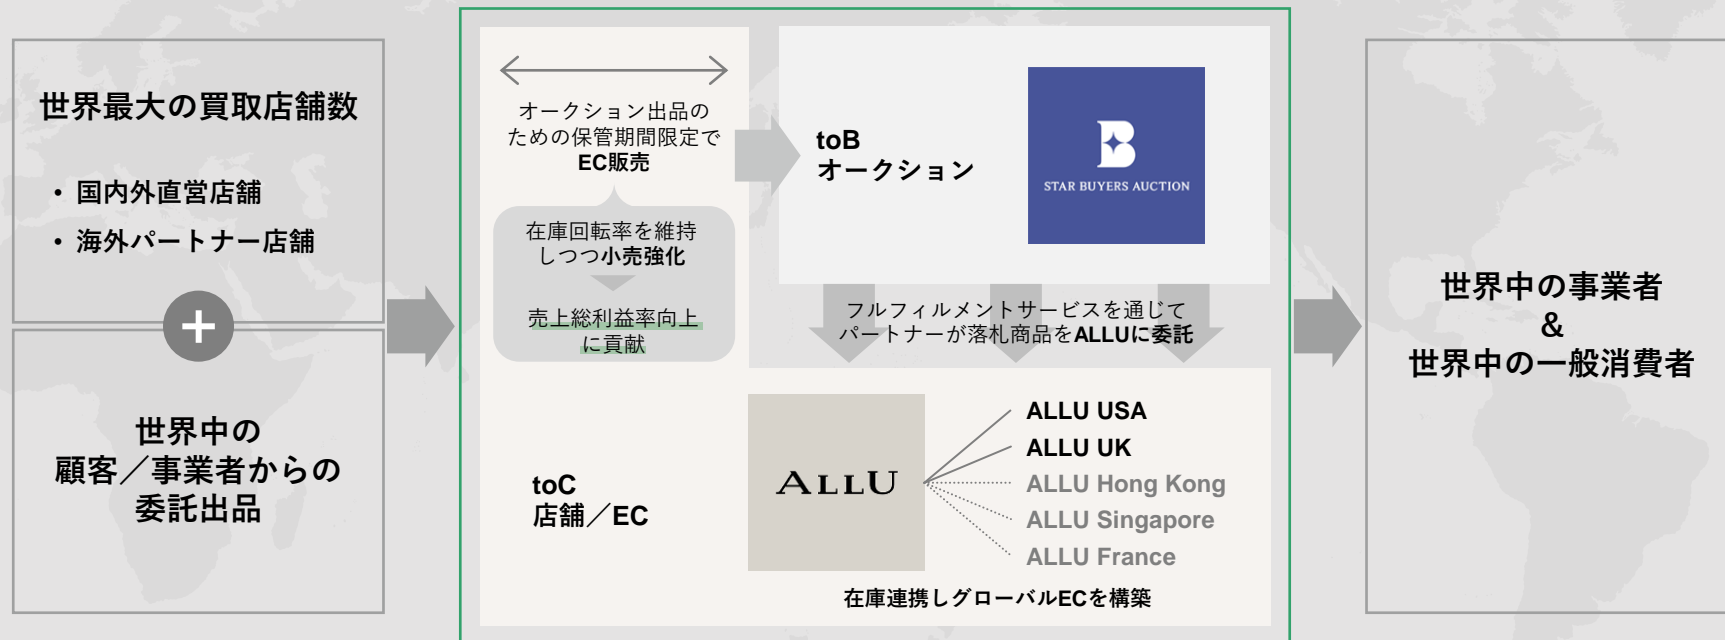 世界最大の買取店舗数
・国内外直営店舗
・海外パートナー店舗
+
世界中の
顧客／事業者からの
委託出品
オークション出品の
ための保管期間限定で
EC販売
在庫回転率を維持
しつつ小売強化
売上総利益率向上
に貢献
toB
オークション
B
STAR BUYERS AUCTION
フルフィルメントサービスを通じて
パートナーが落札商品をALLUに委託
toC
店舗／EC
ALLU
ALLU USA
ALLU UK
ALLU Hong Kong
ALLU Singapore
ALLU France
在庫連携しグローバルECを構築
世界中の事業者
&
世界中の一般消費者